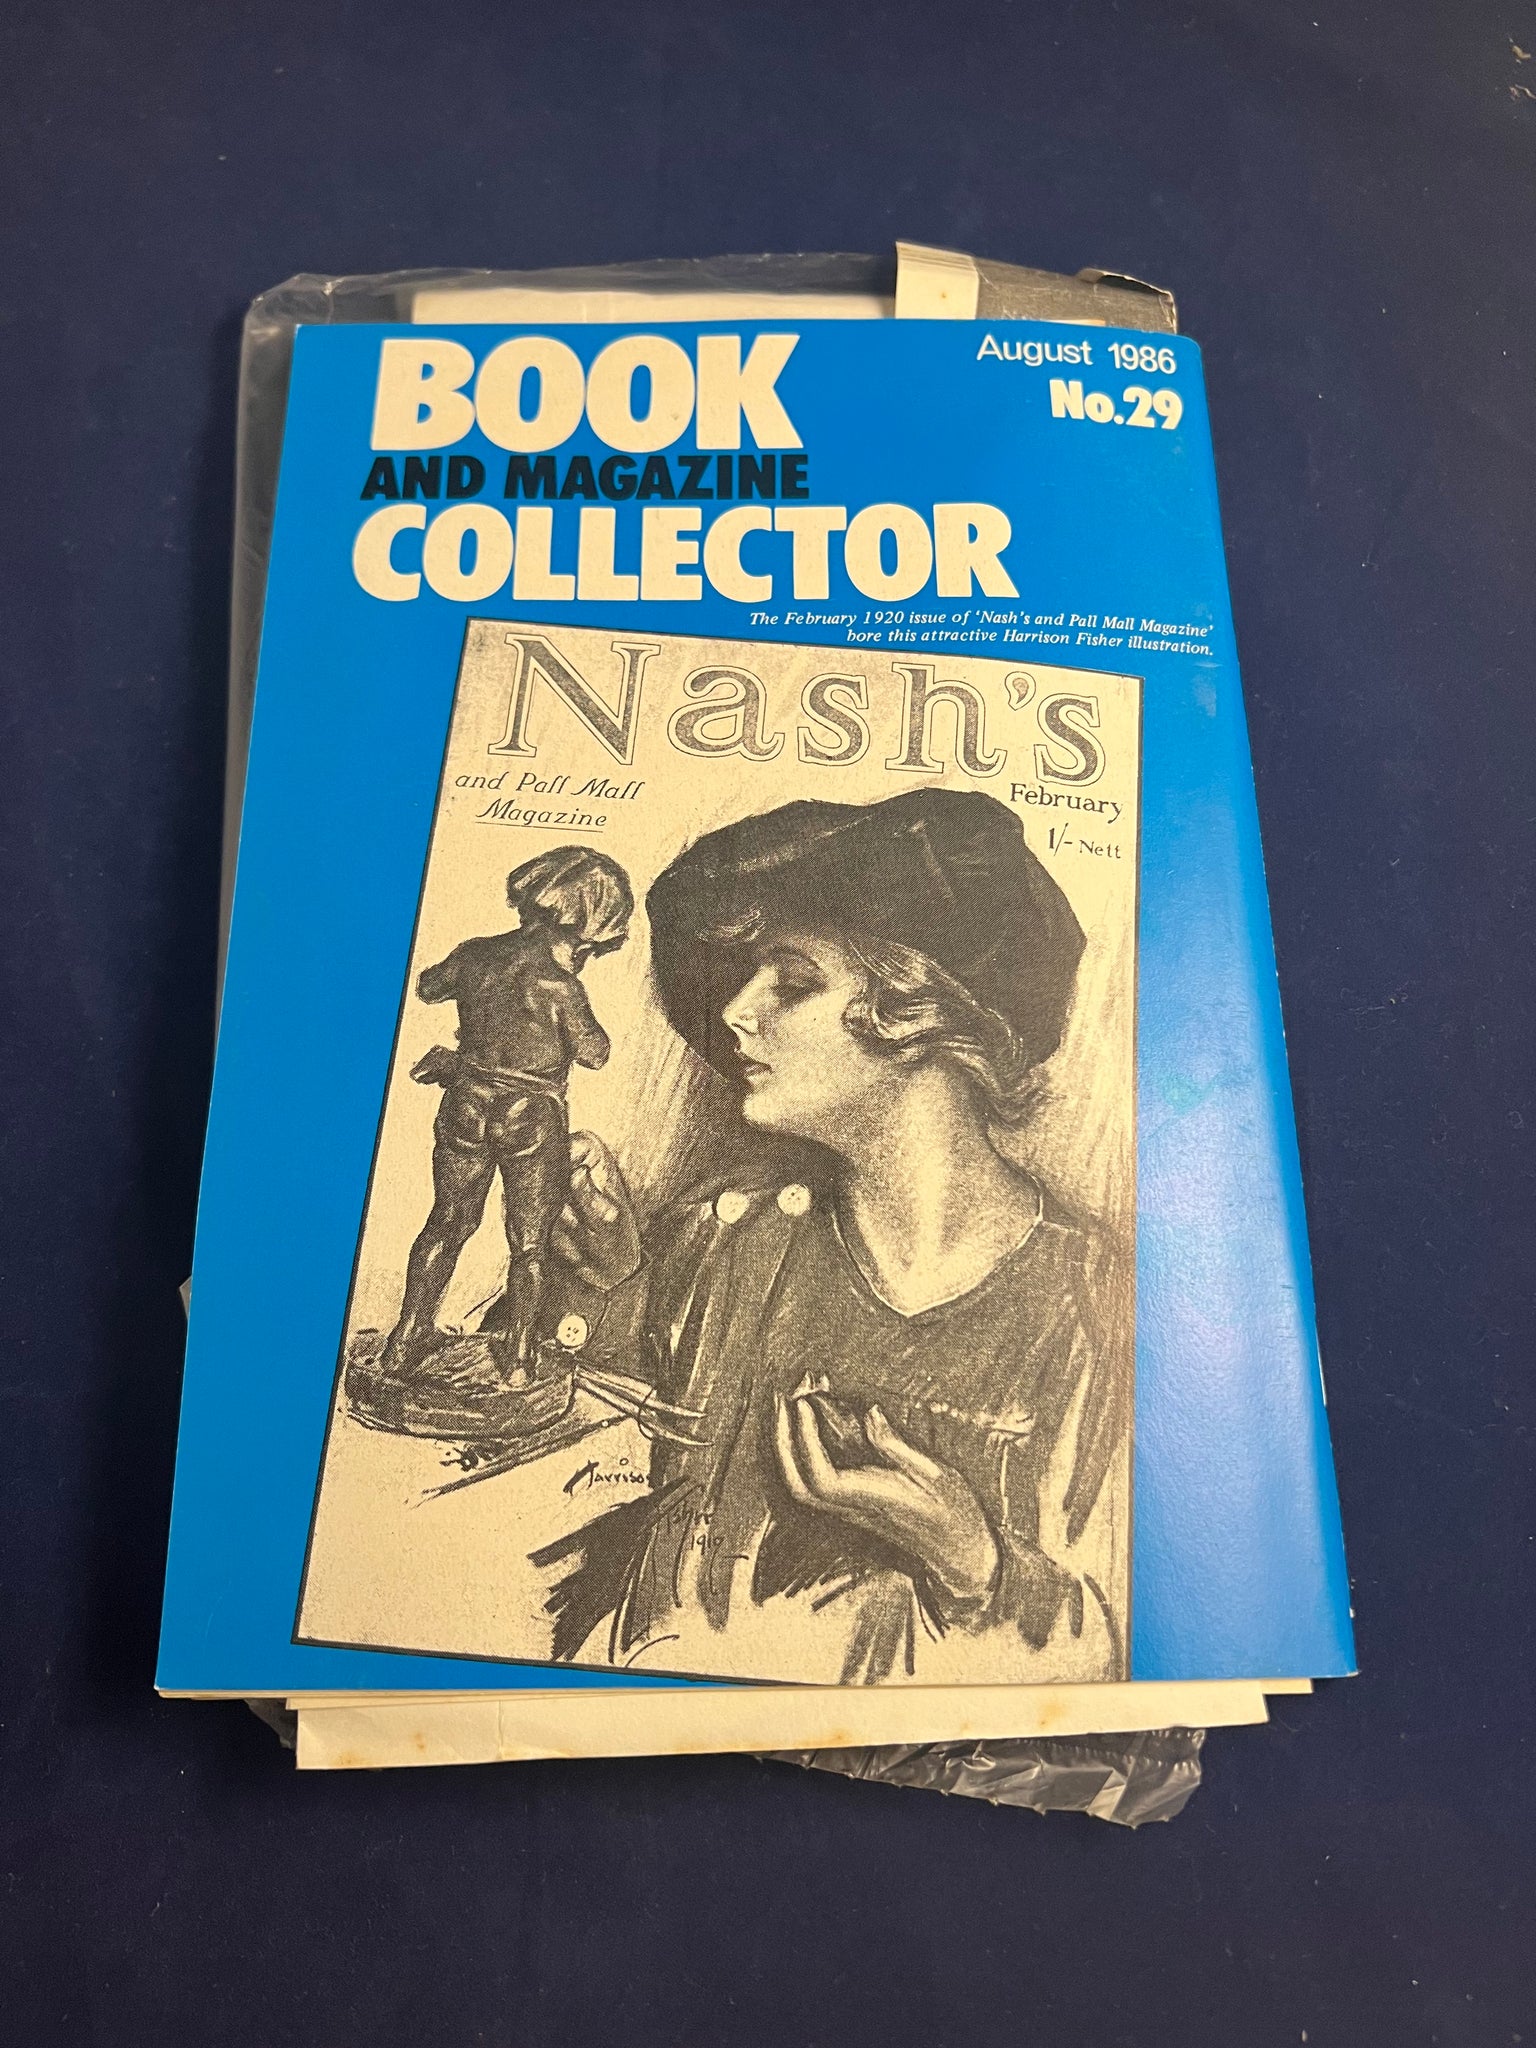 BOOK
AND MAGAZINE
COLLECTOR
August 1986
No.29
The February 1920 issue of 'Nash's and Pall Mall Magazine'
bore this attractive Harrison Fisher illustration.
Nash's
and Pall Mall
Magazine
February
1/- Nett
Harrison
Fisher
1919